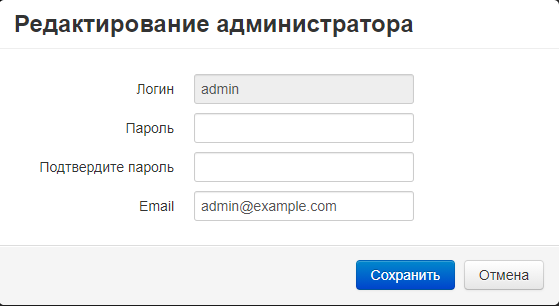 Редактирование администратора
Логин admin
Пароль
Подтвердите пароль
Email admin@example.com
Сохранить Отмена